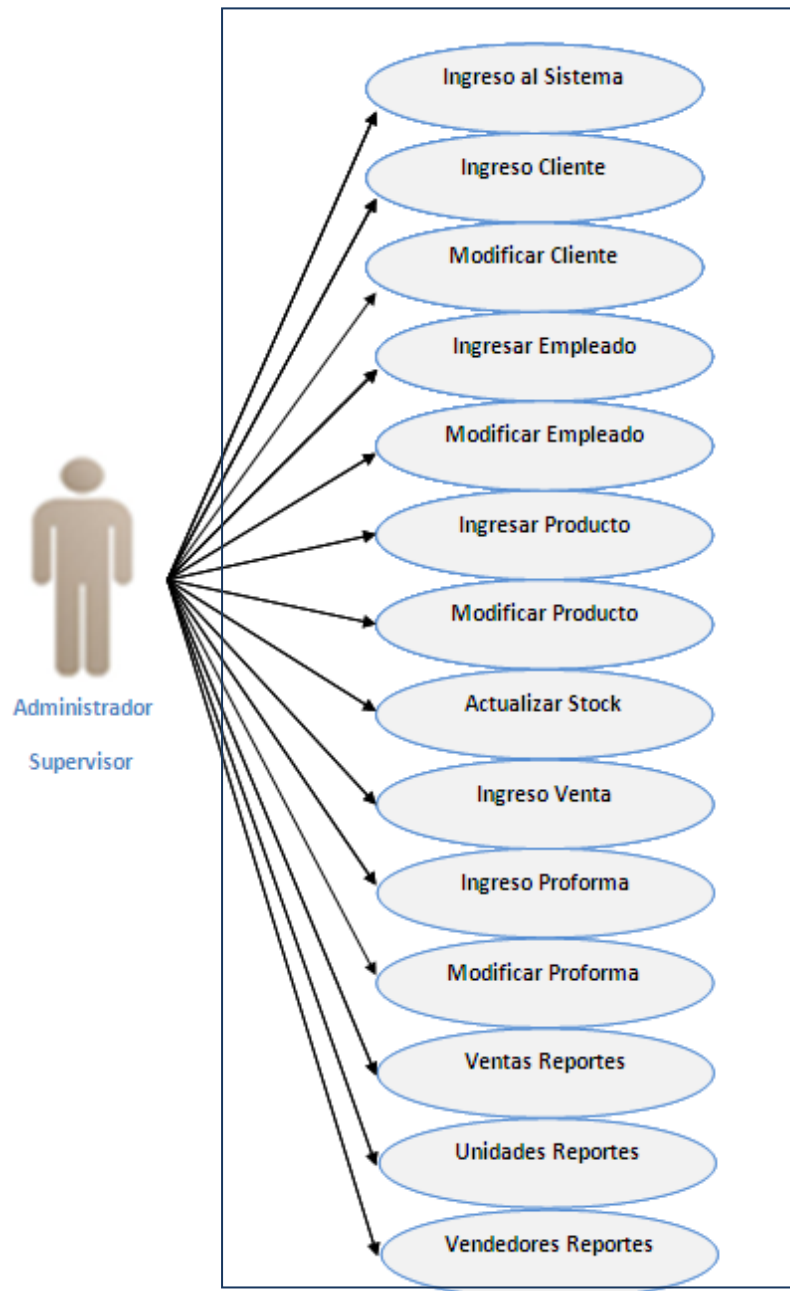 Ingreso al Sistema
Ingreso Cliente
Modificar Cliente
Ingresar Empleado
Modificar Empleado
Ingresar Producto
Modificar Producto
Actualizar Stock
Ingreso Venta
Ingreso Proforma
Modificar Proforma
Ventas Reportes
Unidades Reportes
Vendedores Reportes
Administrador
Supervisor